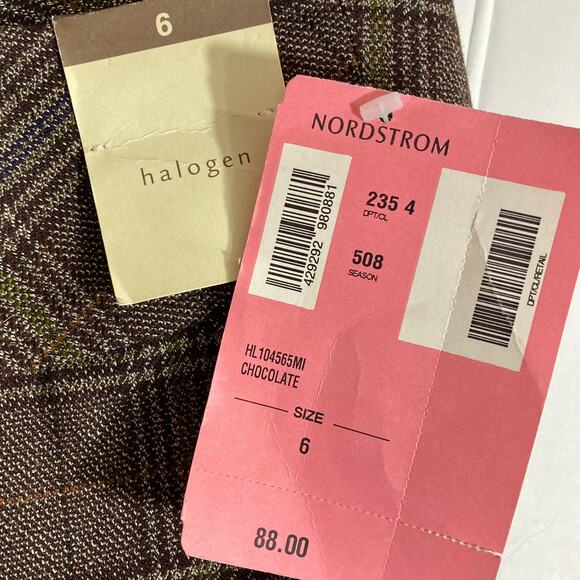 6
halogen
NORDSTROM
429292 980881
235 4
DPT/CL
508
SEASON
DPT/CL/RETAIL
HL104565MI
CHOCOLATE
SIZE
6
88.00